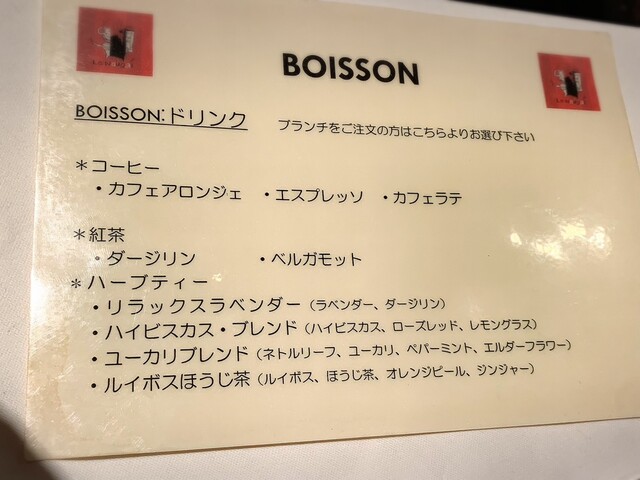 BOISSON
BOISSON:ドリンク
ブランチをご注文の方はこちらよりお選び下さい
＊コーヒー
・カフェアロンジェ ・エスプレッソ ・カフェラテ
＊紅茶
・ダージリン ・ベルガモット
＊ハーブティー
・リラックスラベンダー（ラベンダー、ダージリン）
・ハイビスカス・ブレンド（ハイビスカス、ローズレッド、レモングラス）
・ユーカリブレンド（ネトルリーフ、ユーカリ、ペパーミント、エルダーフラワー）
・ルイボスほうじ茶（ルイボス、ほうじ茶、オレンジピール、ジンジャー）